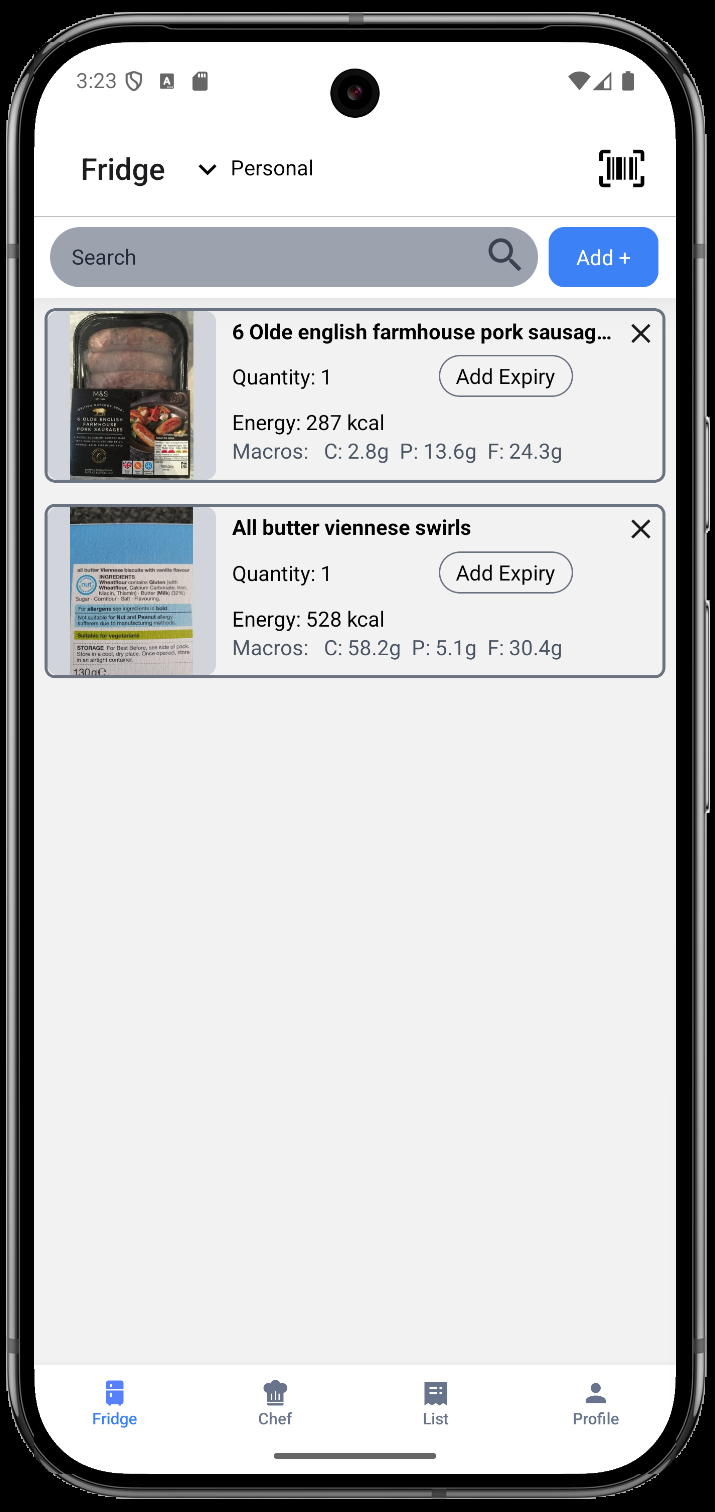 3:23
Fridge
Personal
Search
Add +
6 Olde english farmhouse pork sausag...
Quantity: 1
Add Expiry
Energy: 287 kcal
Macros: C: 2.8g P: 13.6g F: 24.3g
M&S
6 OLDE ENGLISH
FARMHOUSE
PORK SAUSAGES
All butter viennese swirls
Quantity: 1
Add Expiry
Energy: 528 kcal
Macros: C: 58.2g P: 5.1g F: 30.4g
all butter Viennese biscuits with vanilla flavour
nut
INGREDIENTS
Wheatflour contains Gluten (with
Wheatflour, Calcium Carbonate, Iron,
Niacin, Thiamin) · Butter (Milk) (32%)
Sugar · Cornflour · Salt · Flavouring.
For allergens see ingredients in bold
Not suitable for Nut and Peanut allergy
sufferers due to manufacturing methods.
Suitable for vegetarians
STORAGE For Best Before, see side of pack.
Store in a cool, dry place. Once opened, store
in an airtight container.
130g e
Fridge
Chef
List
Profile